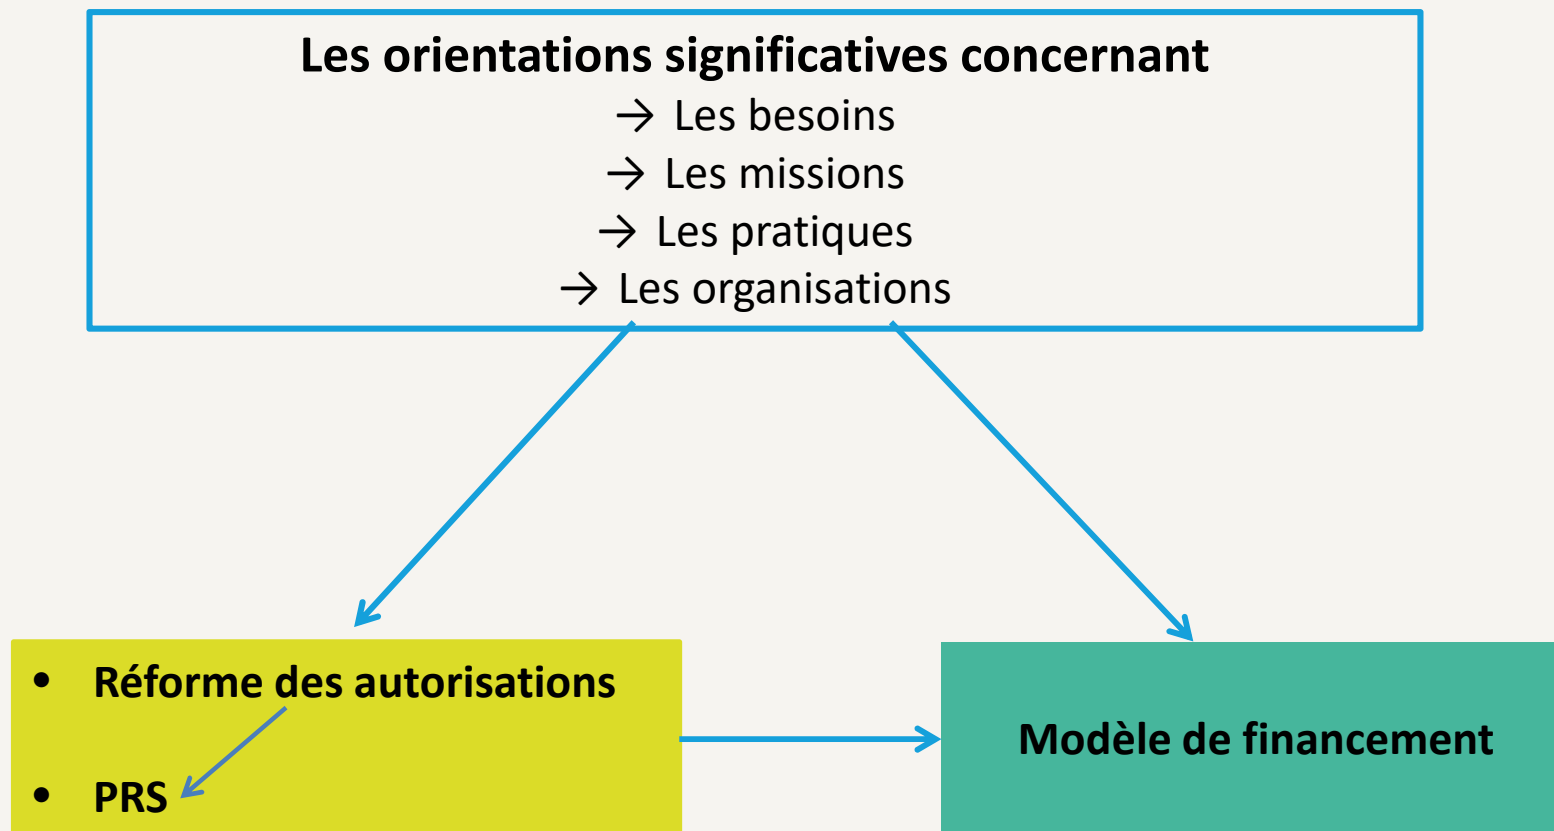 Les orientations significatives concernant
→ Les besoins
→ Les missions
→ Les pratiques
→ Les organisations
• Réforme des autorisations
• PRS
Modèle de financement